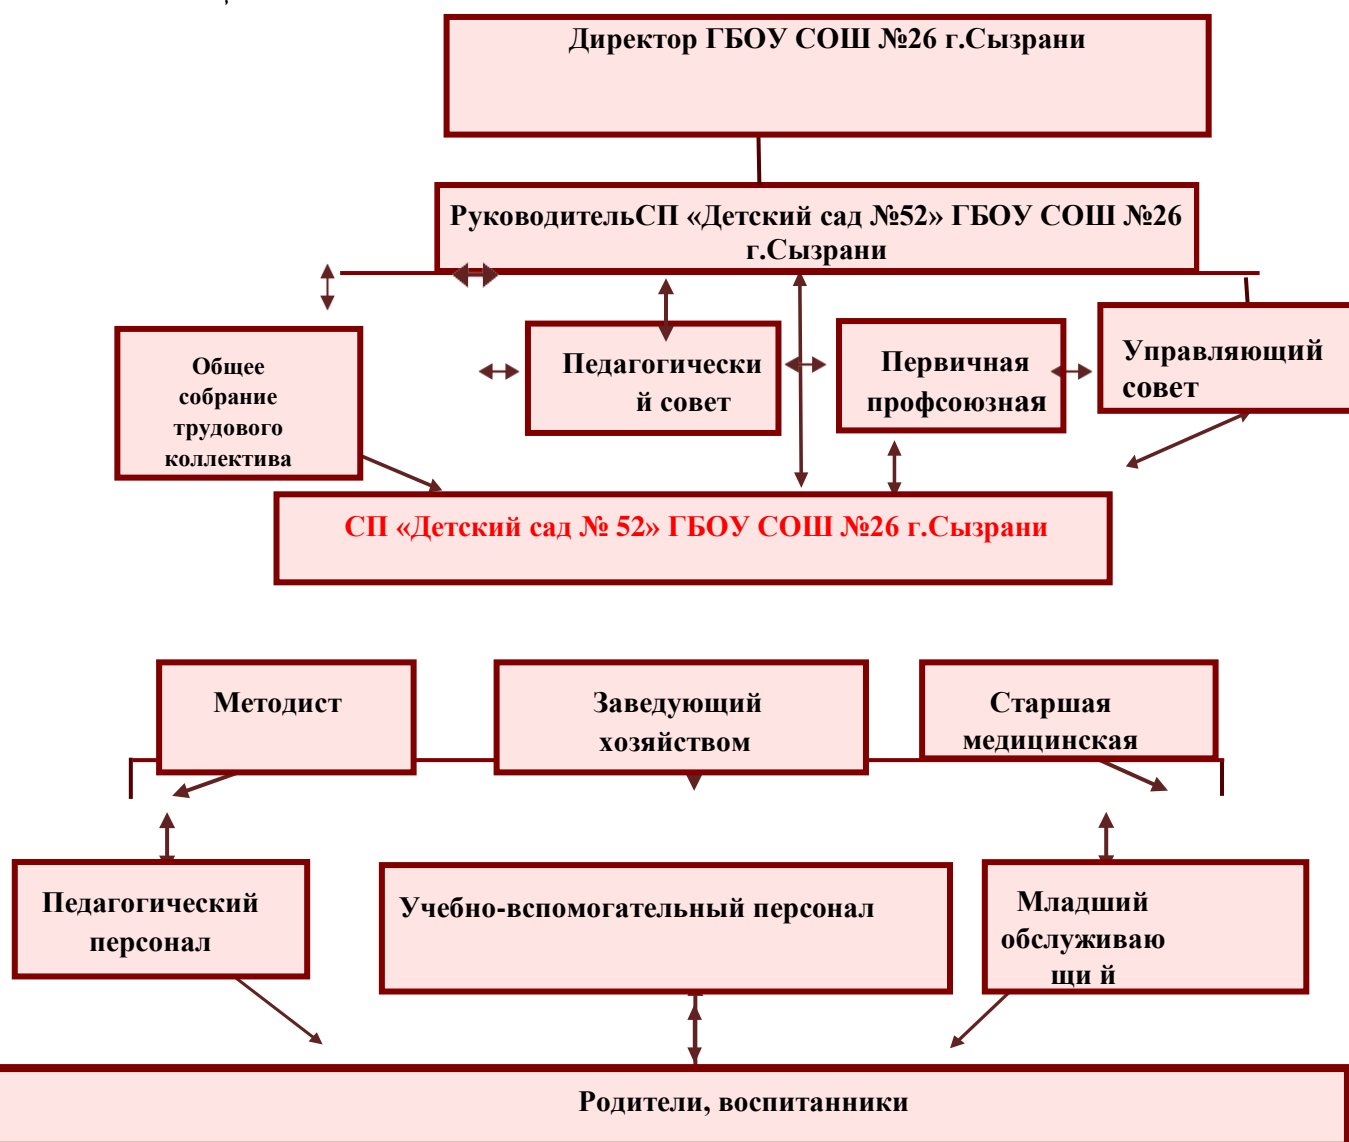 Директор ГБОУ СОШ №26 г.Сызрани
РуководительСП «Детский сад №52» ГБОУ СОШ №26
г.Сызрани
Общее
собрание
трудового
коллектива
Педагогически
й совет
Первичная
профсоюзная
Управляющий
совет
СП «Детский сад № 52» ГБОУ СОШ №26 г.Сызрани
Методист
Заведующий
хозяйством
Старшая
медицинская
Педагогический
персонал
Учебно-вспомогательный персонал
Младший
обслуживаю
щи й
Родители, воспитанники